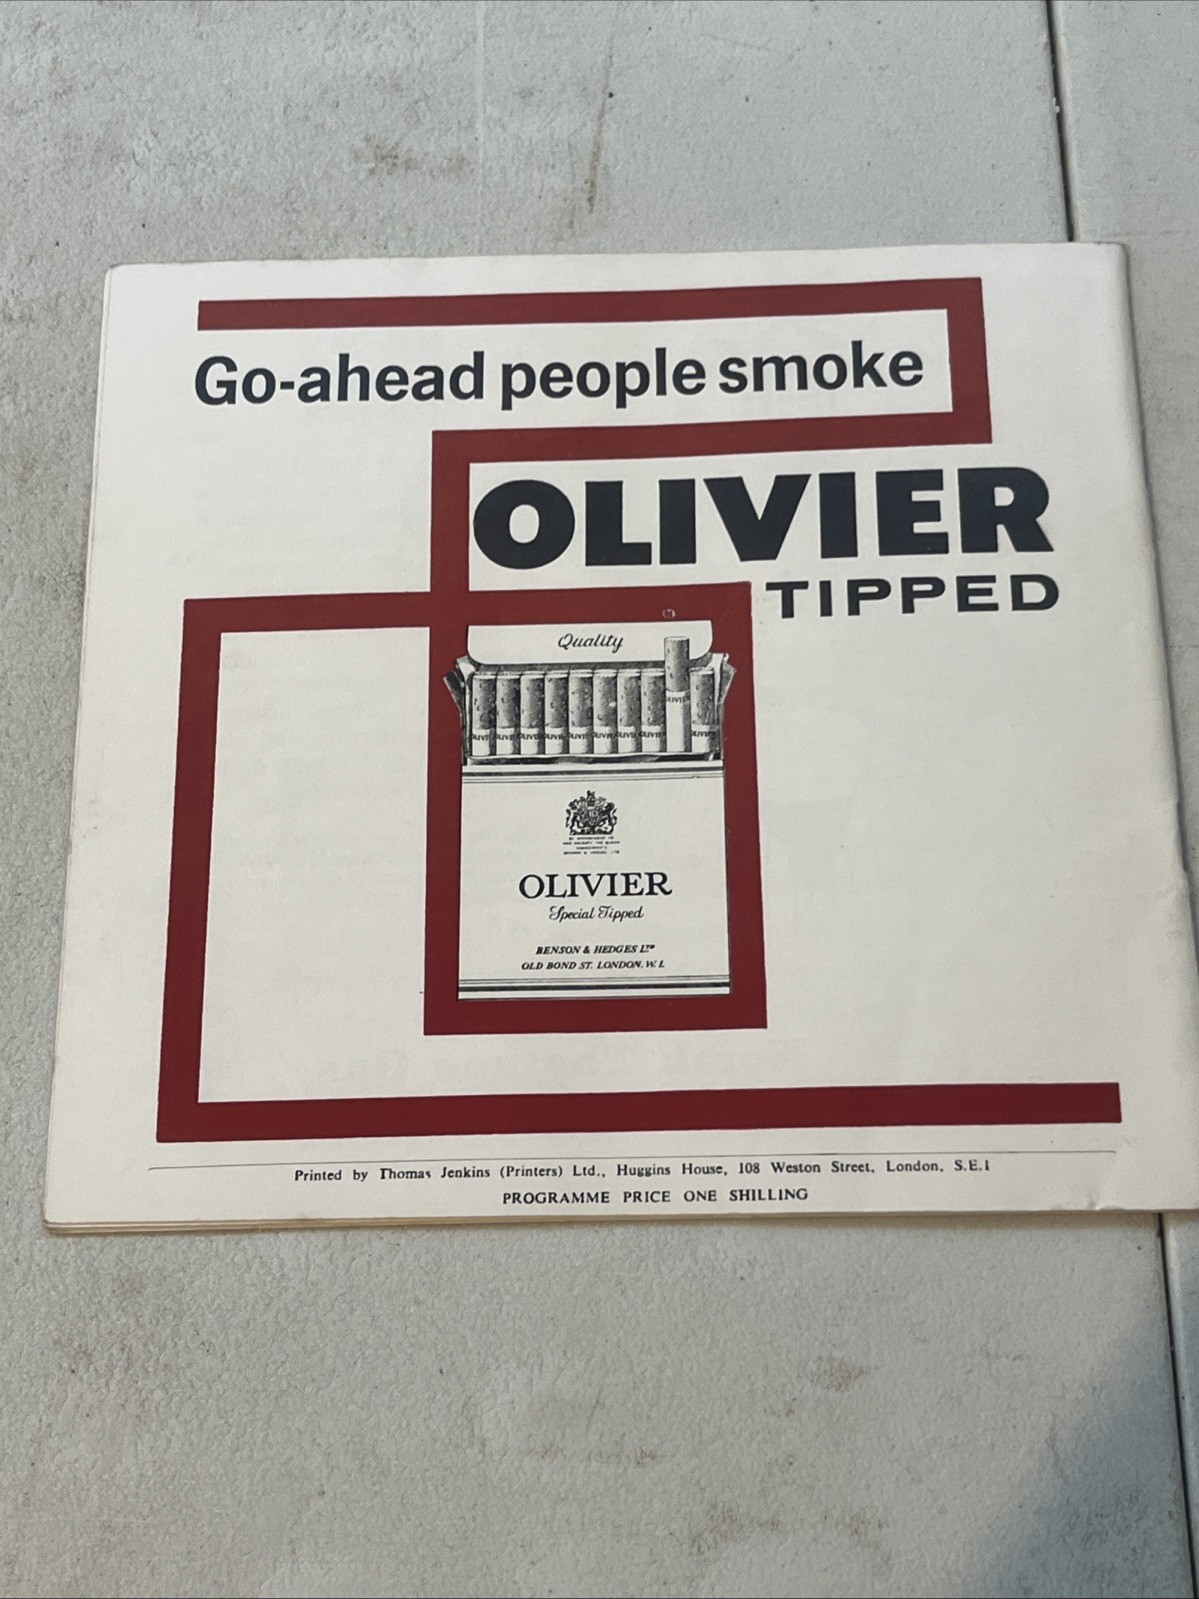 Go-ahead people smoke
OLIVIER
TIPPED
Quality
OLIVIER
Special Tipped
BENSON & HEDGES LTD
OLD BOND ST. LONDON. W.1.
Printed by Thomas Jenkins (Printers) Ltd., Huggins House, 108 Weston Street, London, S.E.1
PROGRAMME PRICE ONE SHILLING